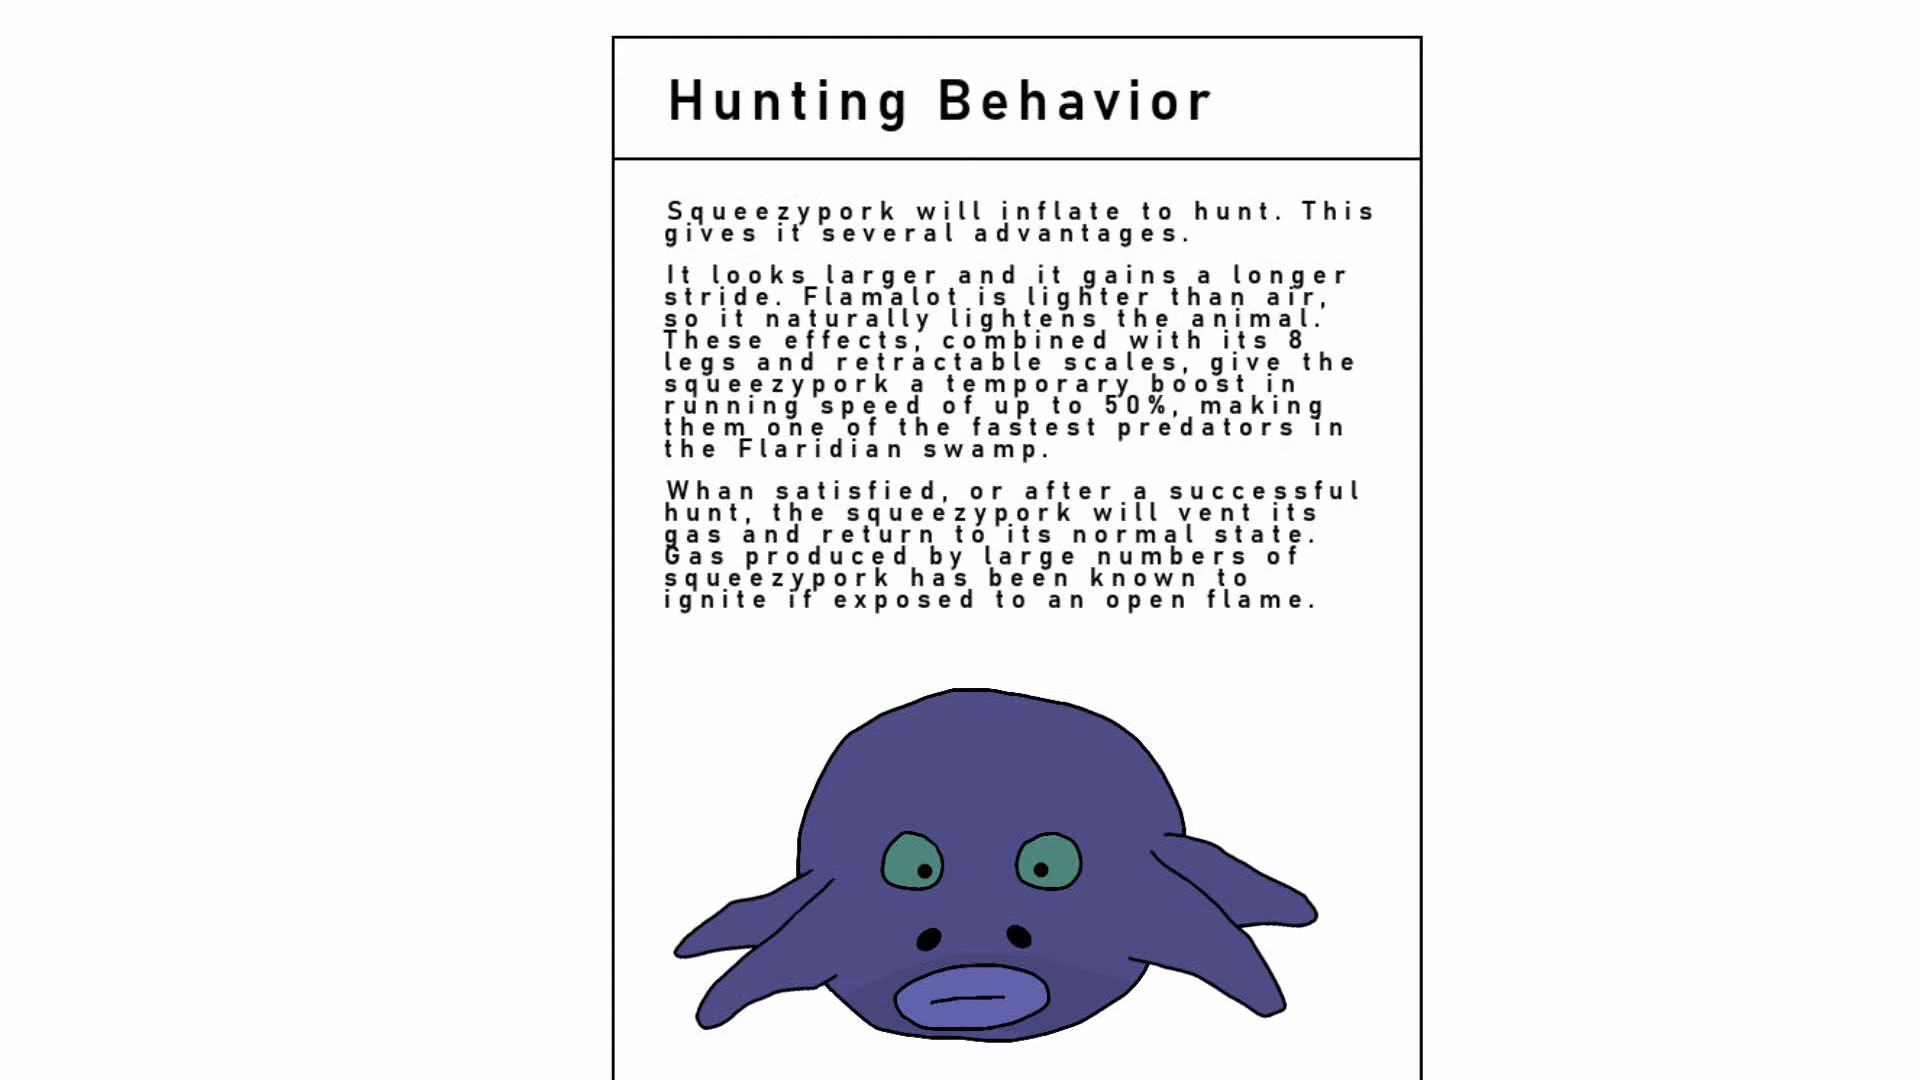 Hunting Behavior
Squeezypork will inflate to hunt. This
gives it several advantages.
It looks larger and it gains a longer
stride. Flamalot is lighter than air,
so it naturally lightens the animal.
These effects, combined with its 8
legs and retractable scales, give the
squeezypork a temporary boost in
running speed of up to 50%, making
them one of the fastest predators in
the Flaridian swamp.
Whan satisfied, or after a successful
hunt, the squeezypork will vent its
gas and return to its normal state.
Gas produced by large numbers of
squeezypork has been known to
ignite if exposed to an open flame.